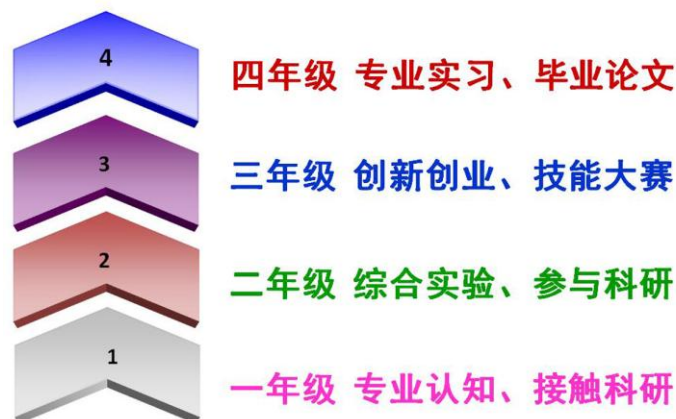 4
四年级 专业实习、毕业论文
3
三年级 创新创业、技能大赛
2
二年级 综合实验、参与科研
1
一年级 专业认知、接触科研